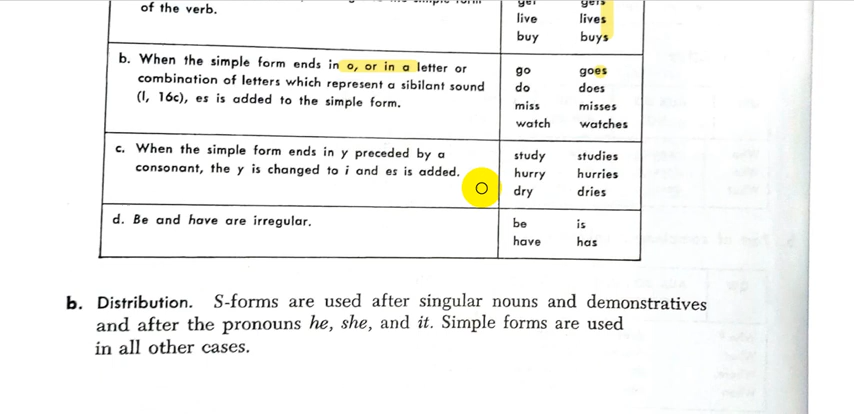 of the verb.
get gets
live lives
buy buys
b. When the simple form ends in o, or in a letter or
combination of letters which represent a sibilant sound
(I, 16c), es is added to the simple form.
go goes
do does
miss misses
watch watches
c. When the simple form ends in y preceded by a
consonant, the y is changed to i and es is added.
study studies
hurry hurries
dry dries
d. Be and have are irregular.
be is
have has
b. Distribution. S-forms are used after singular nouns and demonstratives
and after the pronouns he, she, and it. Simple forms are used
in all other cases.